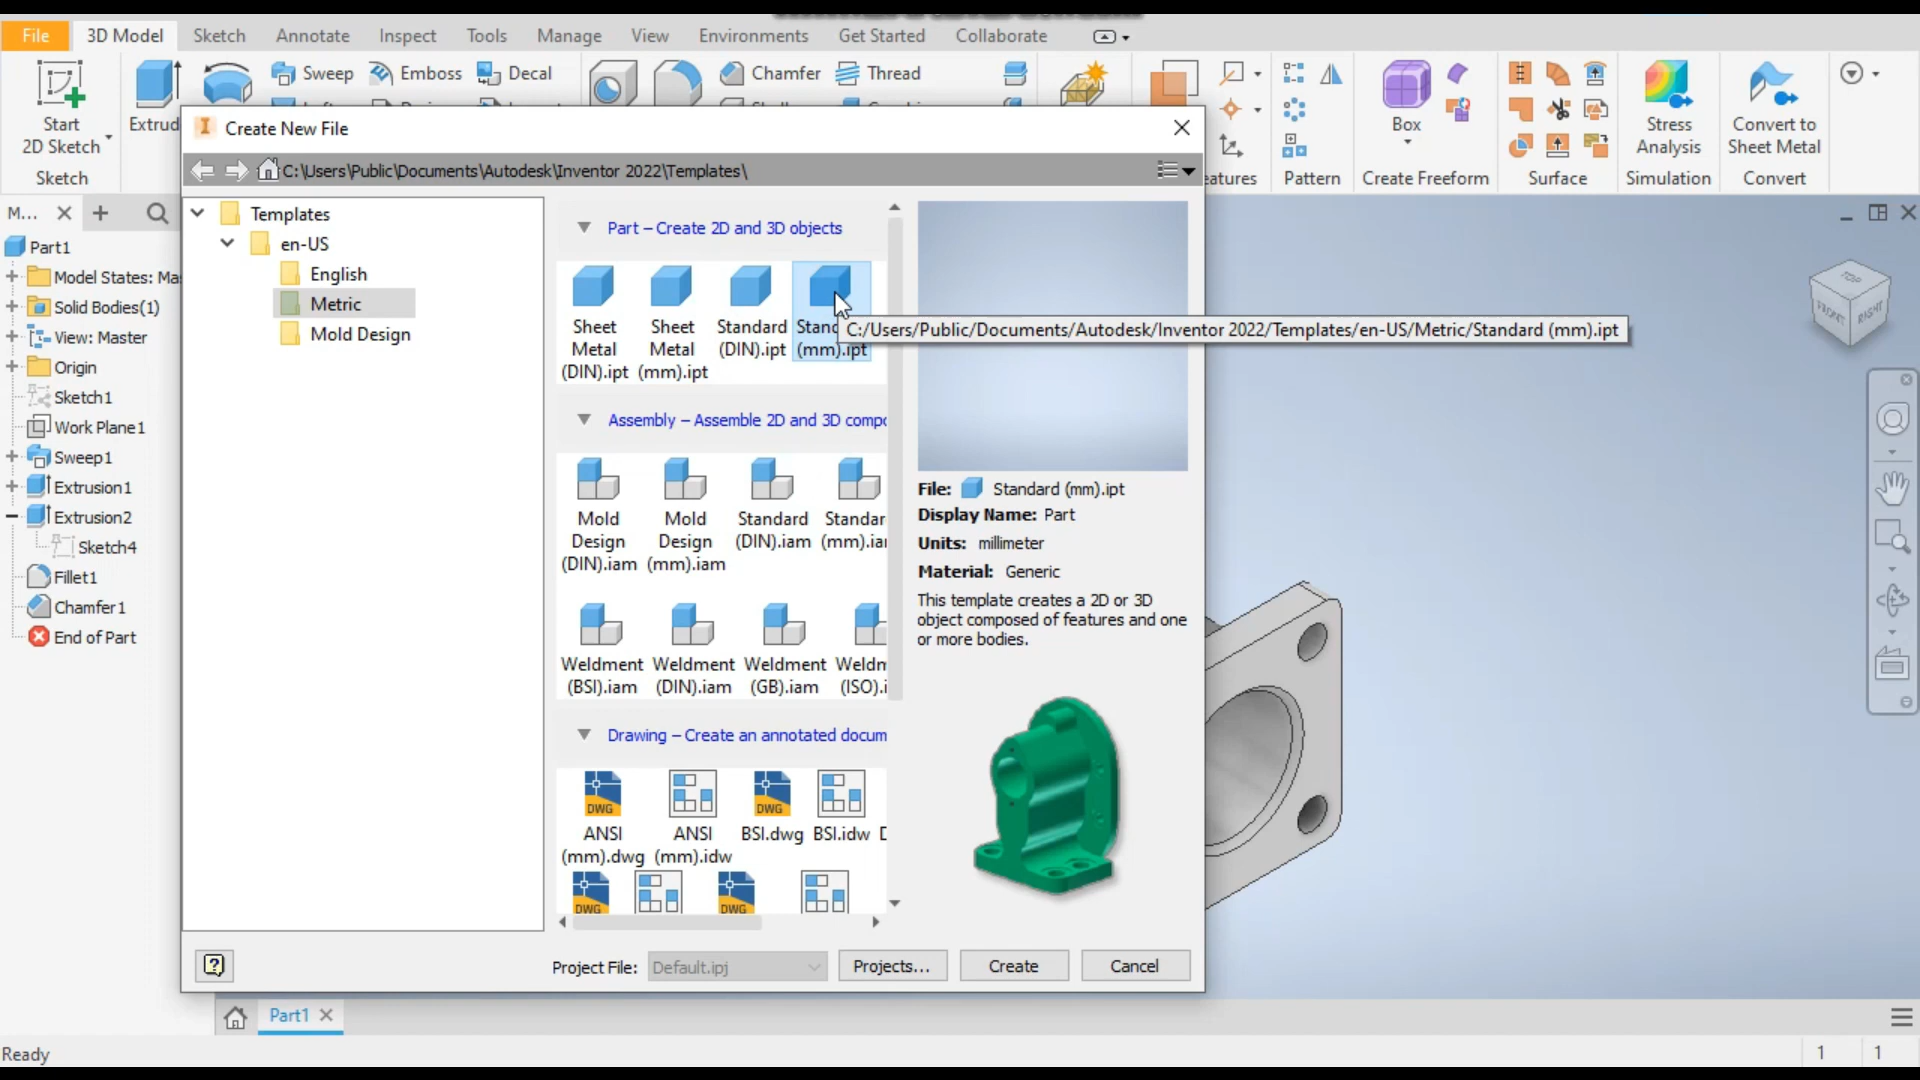 File 3D Model Sketch Annotate Inspect Tools Manage View Environments Get Started Collaborate
Sweep Emboss Decal Chamfer Thread
Start
2D Sketch
Extrud
Box
Stress
Analysis
Convert to
Sheet Metal
Sketch
eatures Pattern Create Freeform Surface Simulation Convert
Create New File
C:\Users\Public\Documents\Autodesk\Inventor 2022\Templates\
M...
Part1
Model States: Ma
Solid Bodies(1)
View: Master
Origin
Sketch1
Work Plane1
Sweep1
Extrusion1
Extrusion2
Sketch4
Fillet1
Chamfer1
End of Part
Templates
en-US
English
Metric
Mold Design
Part – Create 2D and 3D objects
Sheet
Metal
(DIN).ipt
Sheet
Metal
(mm).ipt
Standard
(DIN).ipt
Stand
(mm).ipt
C:/Users/Public/Documents/Autodesk/Inventor 2022/Templates/en-US/Metric/Standard (mm).ipt
Assembly – Assemble 2D and 3D compo
Mold
Design
(DIN).iam
Mold
Design
(mm).iam
Standard
(DIN).iam
Standar
(mm).iar
Weldment
(BSI).iam
Weldment
(DIN).iam
Weldment
(GB).iam
Weldn
(ISO).i
Drawing – Create an annotated docum
DWG
ANSI
(mm).dwg
ANSI
(mm).idw
DWG
BSI.dwg
BSI.idw
D
DWG
DWG
File: Standard (mm).ipt
Display Name: Part
Units: millimeter
Material: Generic
This template creates a 2D or 3D
object composed of features and one
or more bodies.
TOP
FRONT
RIGHT
Project File: Default.ipj Projects... Create Cancel
Part1
Ready
1 1